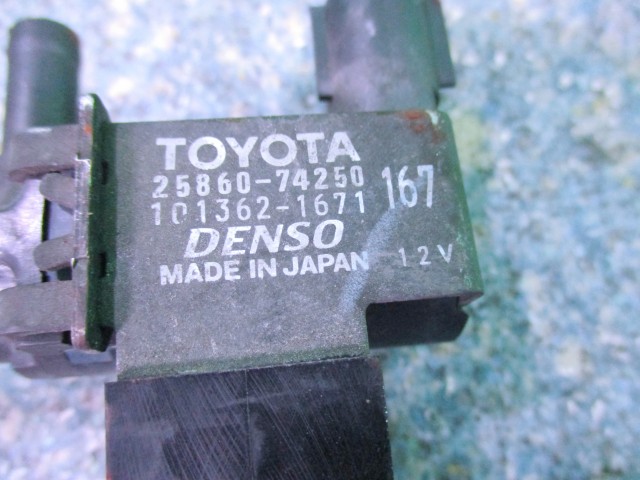 TOYOTA
25860-74250 167
101362-1671
DENSO
MADE IN JAPAN 12V